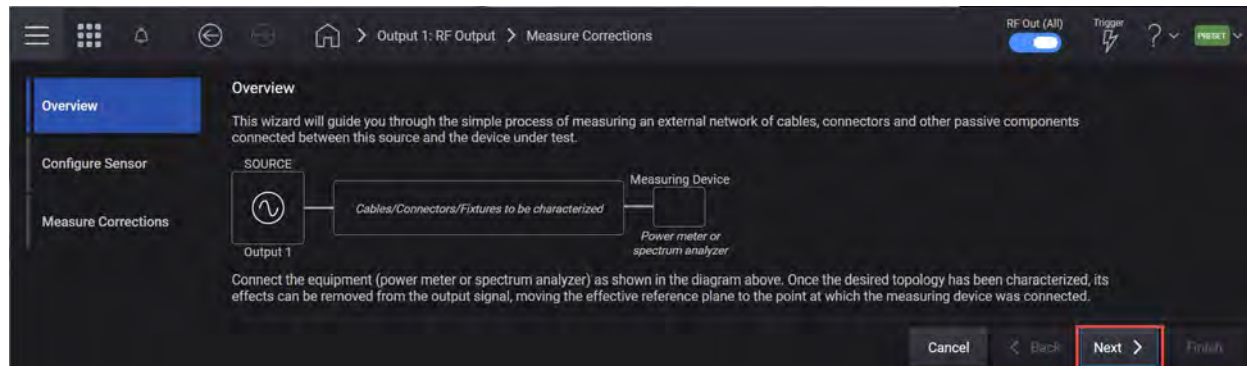 Output 1: RF Output > Measure Corrections
RF Out (All)
Trigger
?
PRESET
Overview
Configure Sensor
Measure Corrections
Overview
This wizard will guide you through the simple process of measuring an external network of cables, connectors and other passive components
connected between this source and the device under test.
SOURCE
Output 1
Cables/Connectors/Fixtures to be characterized
Measuring Device
Power meter or
spectrum analyzer
Connect the equipment (power meter or spectrum analyzer) as shown in the diagram above. Once the desired topology has been characterized, its
effects can be removed from the output signal, moving the effective reference plane to the point at which the measuring device was connected.
Cancel
< Back
Next >
Finish